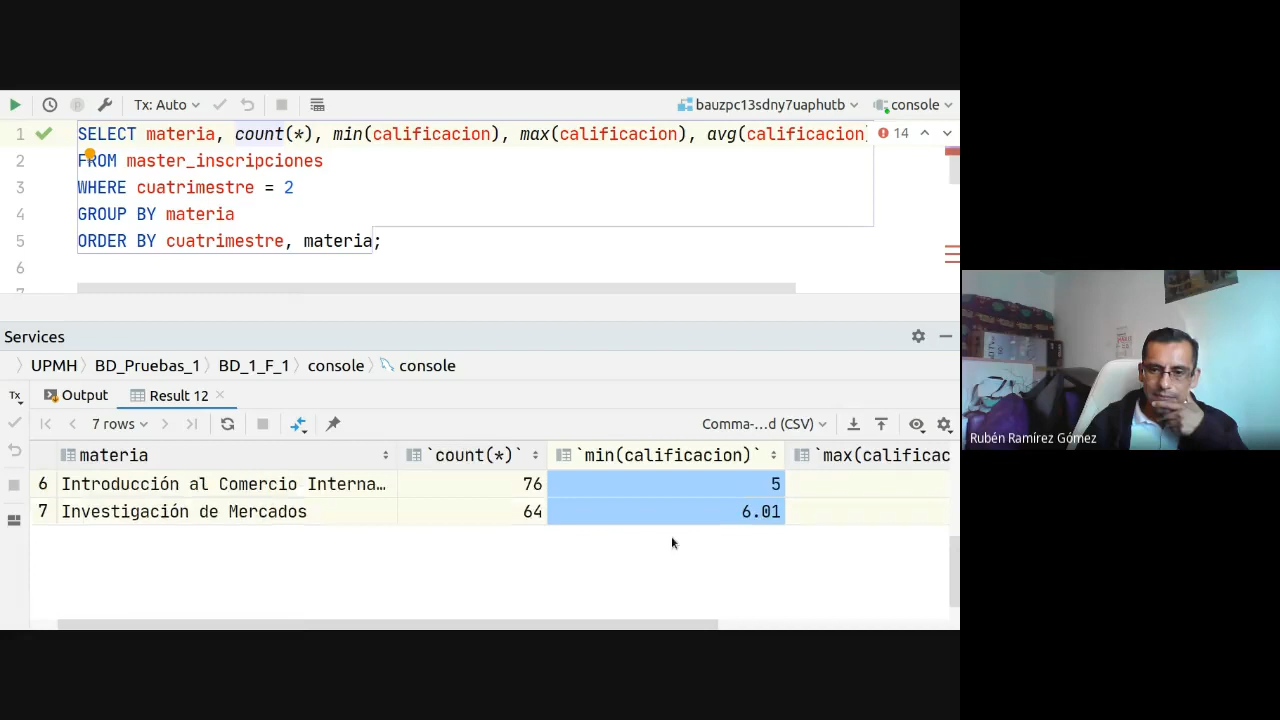 Tx: Auto
bauzpc13sdny7uaphutb
console
1 SELECT materia, count(*), min(calificacion), max(calificacion), avg(calificacion)
14
2 FROM master_inscripciones
3 WHERE cuatrimestre = 2
4 GROUP BY materia
5 ORDER BY cuatrimestre, materia;
6
7
Services
UPMH BD_Pruebas_1 BD_1_F_1 console console
Tx Output Result 12
7 rows
Comma-...d (CSV)
materia `count(*)` `min(calificacion)` `max(calificac
6 Introducción al Comercio Interna… 76 5
7 Investigación de Mercados 64 6.01
Rubén Ramírez Gómez